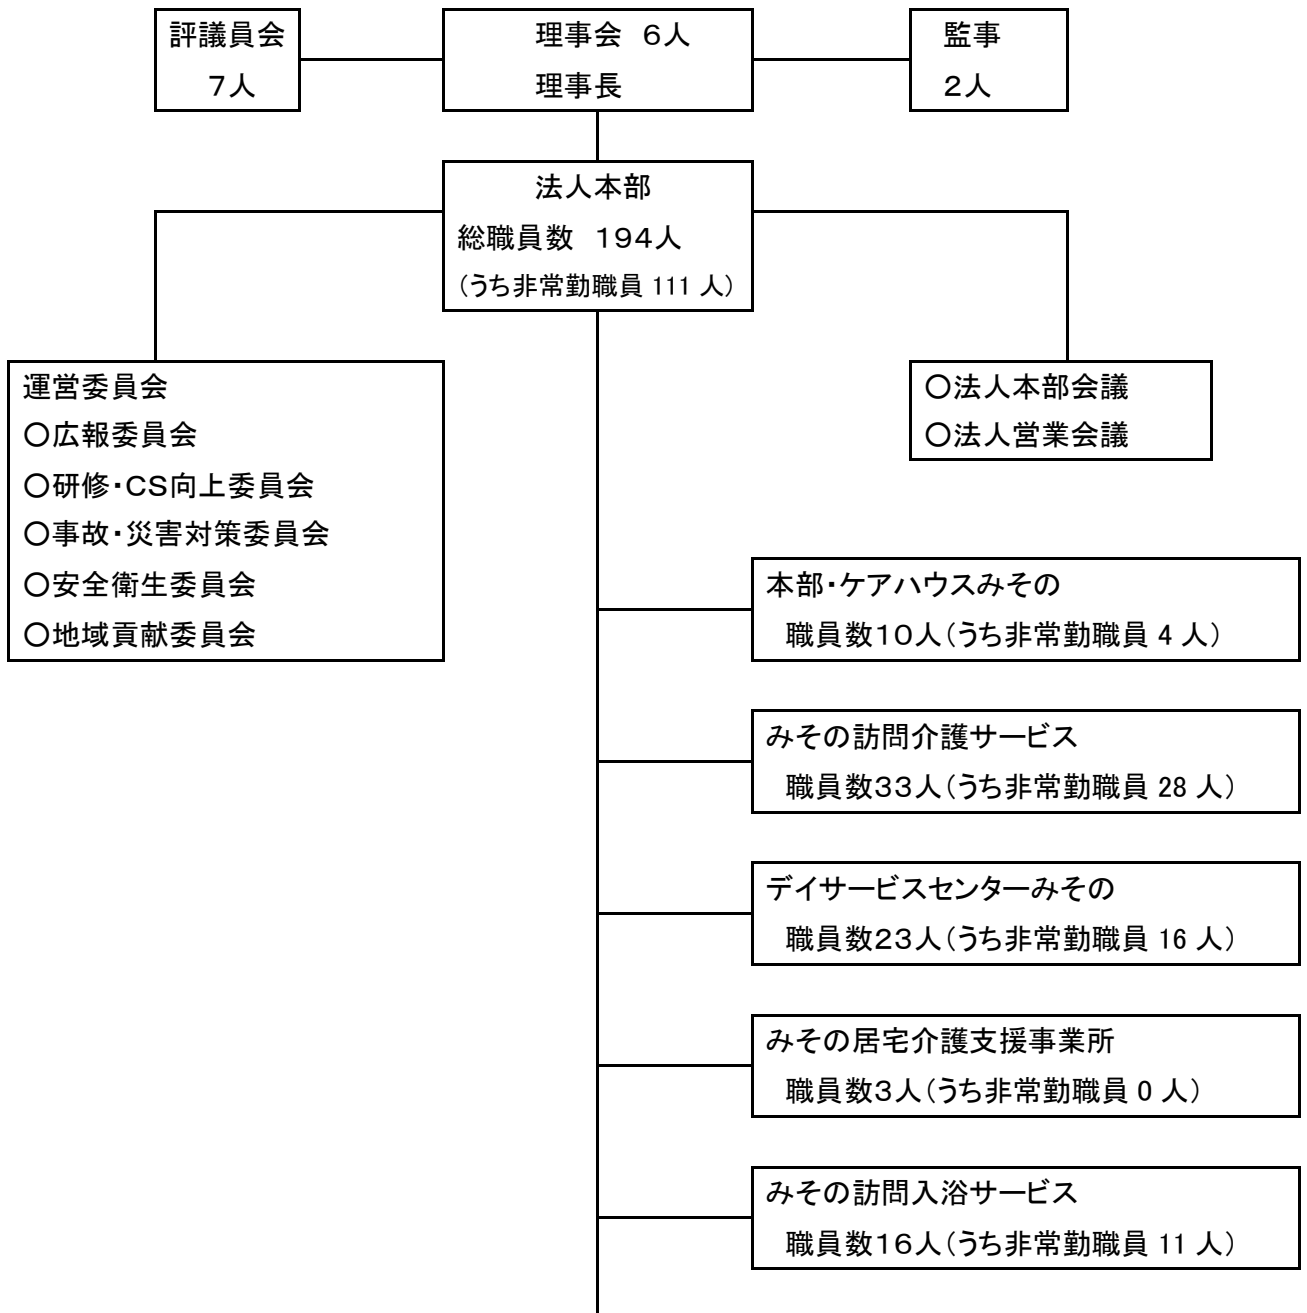 評議員会
7人
理事会 6人
理事長
監事
2人
法人本部
総職員数 194人
(うち非常勤職員 111 人)
運営委員会
○広報委員会
○研修・CS向上委員会
○事故・災害対策委員会
○安全衛生委員会
○地域貢献委員会
○法人本部会議
○法人営業会議
本部・ケアハウスみその
職員数10人(うち非常勤職員 4 人)
みその訪問介護サービス
職員数33人(うち非常勤職員 28 人)
デイサービスセンターみその
職員数23人(うち非常勤職員 16 人)
みその居宅介護支援事業所
職員数3人(うち非常勤職員 0 人)
みその訪問入浴サービス
職員数16人(うち非常勤職員 11 人)